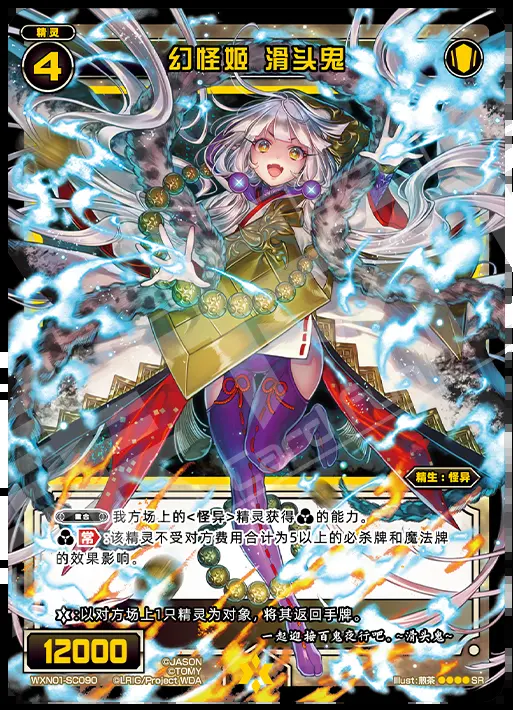 精灵
4
幻怪姬 滑头鬼
精生：怪异
我方场上的<怪异>精灵获得的能力。
常:该精灵不受对方费用合计为5以上的必杀牌和魔法牌
的效果影响。
:以对方场上1只精灵为对象，将其返回手牌。
一起迎接百鬼夜行吧。~滑头鬼~
12000
©JASON
©TOMY
WXN01-SC090 ©LRIG/Project WDA
Illust:煎茶 SR